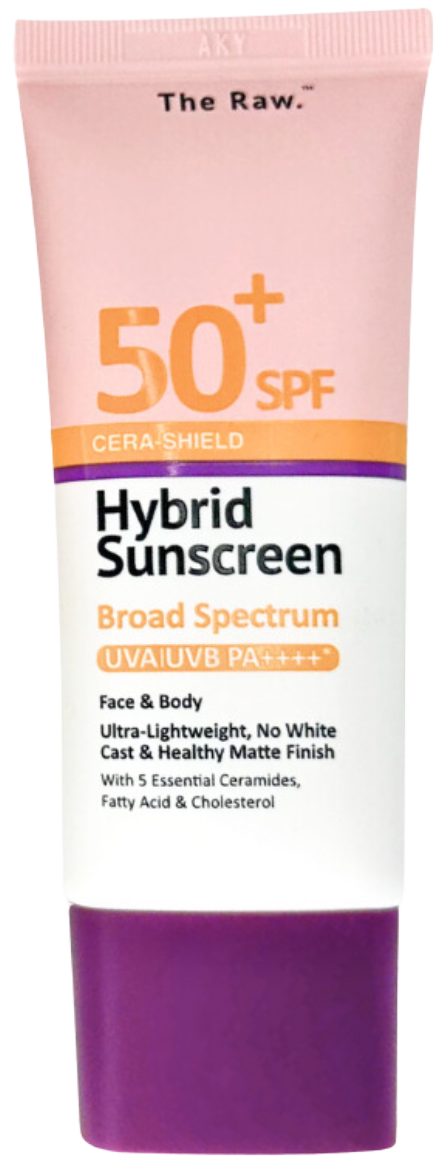 AKY
The Raw.™
50+ SPF
CERA-SHIELD
Hybrid
Sunscreen
Broad Spectrum
UVA|UVB PA++++*
Face & Body
Ultra-Lightweight, No White
Cast & Healthy Matte Finish
With 5 Essential Ceramides,
Fatty Acid & Cholesterol